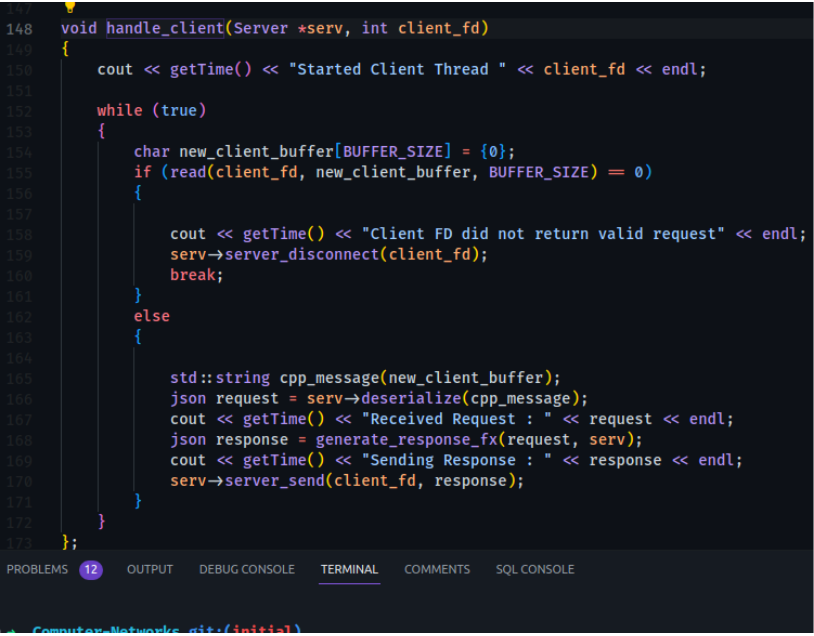 147
148 void handle_client(Server *serv, int client_fd)
149 {
150 cout << getTime() << "Started Client Thread " << client_fd << endl;
151
152 while (true)
153 {
154 char new_client_buffer[BUFFER_SIZE] = {0};
155 if (read(client_fd, new_client_buffer, BUFFER_SIZE) == 0)
156 {
157
158 cout << getTime() << "Client FD did not return valid request" << endl;
159 serv->server_disconnect(client_fd);
160 break;
161 }
162 else
163 {
164
165 std::string cpp_message(new_client_buffer);
166 json request = serv->deserialize(cpp_message);
167 cout << getTime() << "Received Request : " << request << endl;
168 json response = generate_response_fx(request, serv);
169 cout << getTime() << "Sending Response : " << response << endl;
170 serv->server_send(client_fd, response);
171 }
172 }
173 };
PROBLEMS 12 OUTPUT DEBUG CONSOLE TERMINAL COMMENTS SQL CONSOLE
→ Computer-Networks git:(initial)